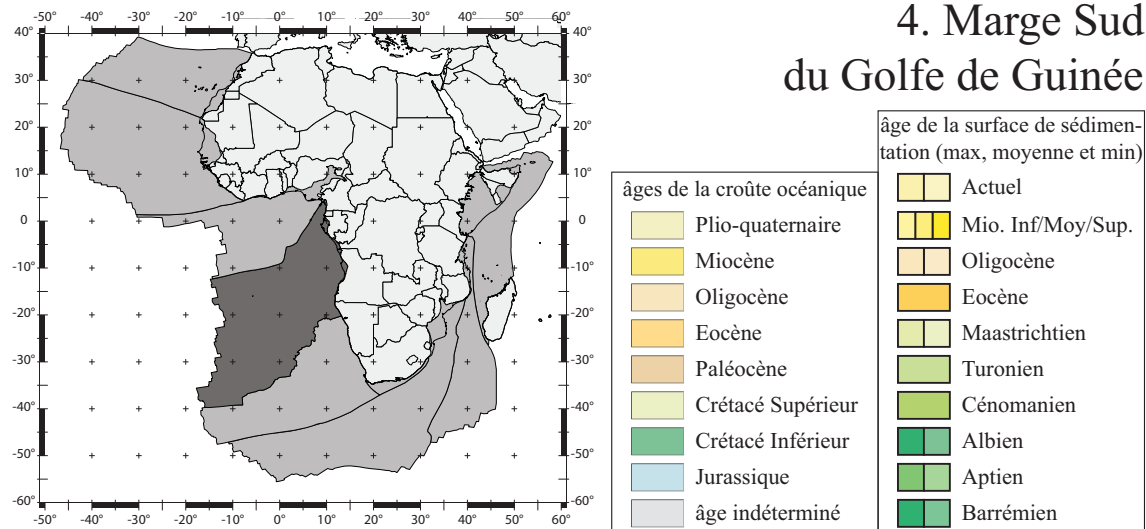 4. Marge Sud
du Golfe de Guinée
-50° -40° -30° -20° -10° 0° 10° 20° 30° 40° 50° 60°
40° 40°
30° 30°
20° 20°
10° 10°
0 0
-10° -10°
-20° -20°
-30° -30°
-40° -40°
-50° -50°
-60° -60°
-50° -40° -30° -20° -10° 0° 10° 20° 30° 40° 50° 60°
âges de la croûte océanique
Plio-quaternaire
Miocène
Oligocène
Eocène
Paléocène
Crétacé Supérieur
Crétacé Inférieur
Jurassique
âge indéterminé
âge de la surface de sédimen-
tation (max, moyenne et min)
Actuel
Mio. Inf/Moy/Sup.
Oligocène
Eocène
Maastrichtien
Turonien
Cénomanien
Albien
Aptien
Barrémien